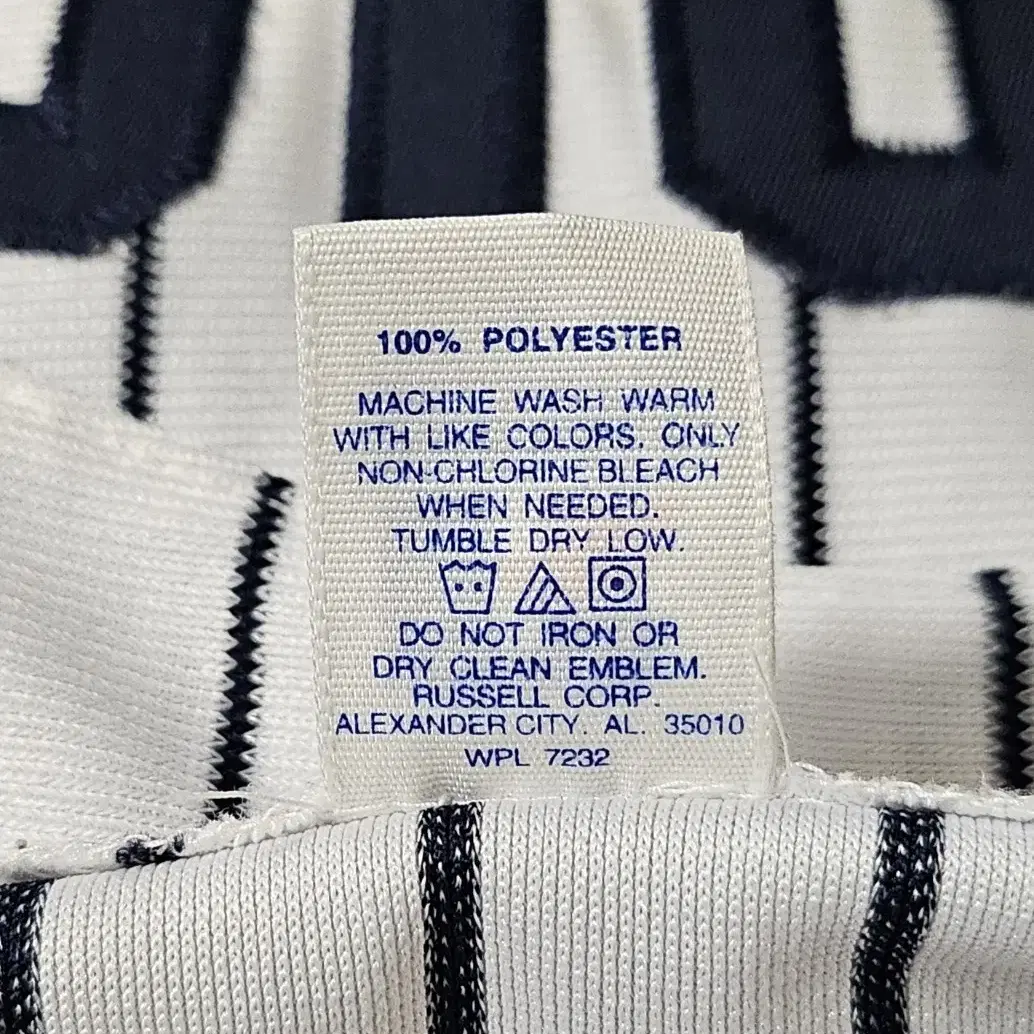 100% POLYESTER
MACHINE WASH WARM
WITH LIKE COLORS. ONLY
NON-CHLORINE BLEACH
WHEN NEEDED.
TUMBLE DRY LOW.
DO NOT IRON OR
DRY CLEAN EMBLEM.
RUSSELL CORP.
ALEXANDER CITY. AL. 35010
WPL 7232